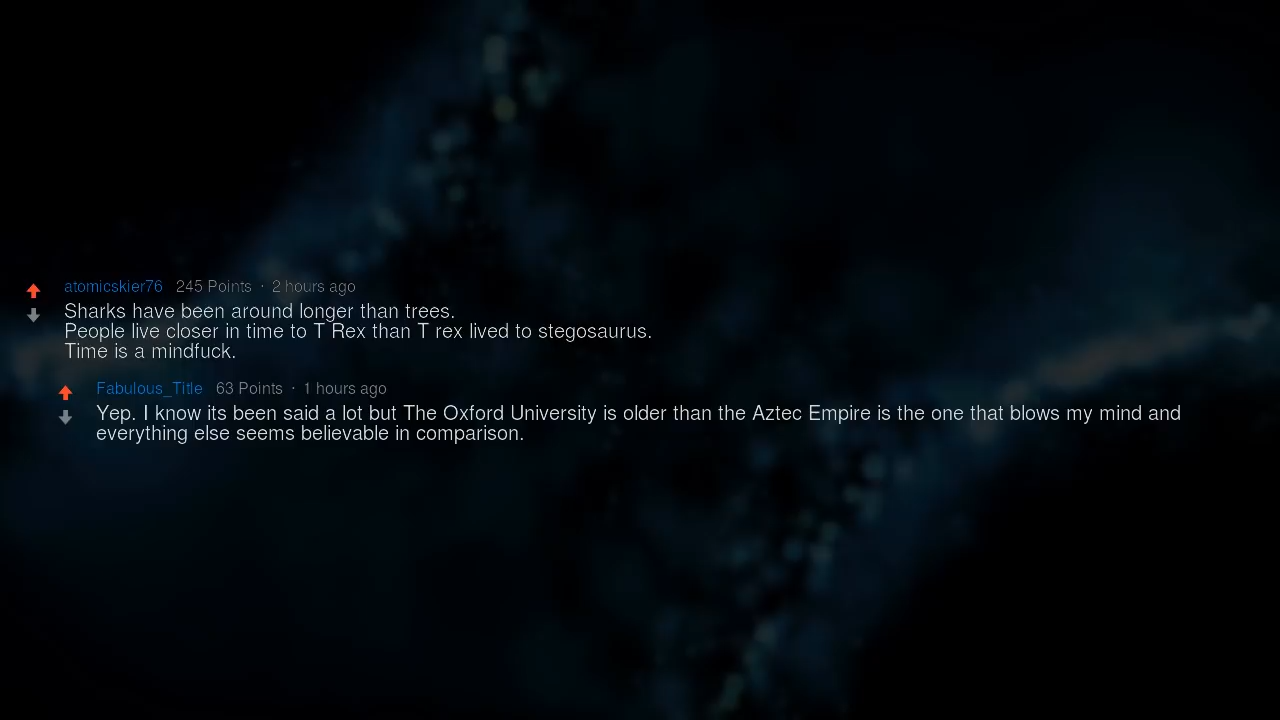 atomicskier76 245 Points · 2 hours ago
Sharks have been around longer than trees.
People live closer in time to T Rex than T rex lived to stegosaurus.
Time is a mindfuck.
Fabulous_Title 63 Points · 1 hours ago
Yep. I know its been said a lot but The Oxford University is older than the Aztec Empire is the one that blows my mind and
everything else seems believable in comparison.